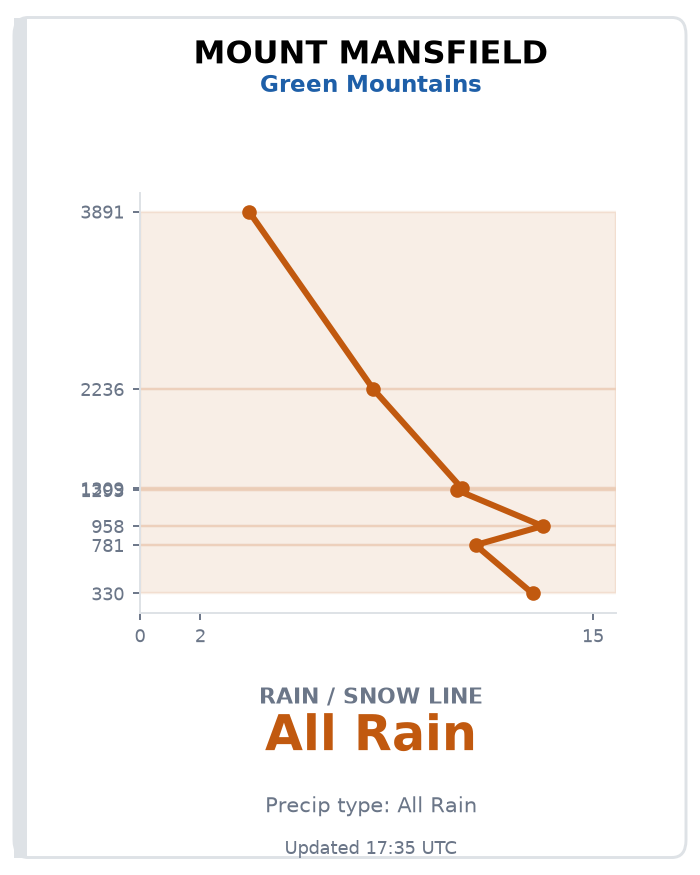 MOUNT MANSFIELD
Green Mountains
3891
2236
958
781
330
0 2 15
RAIN / SNOW LINE
All Rain
Precip type: All Rain
Updated 17:35 UTC